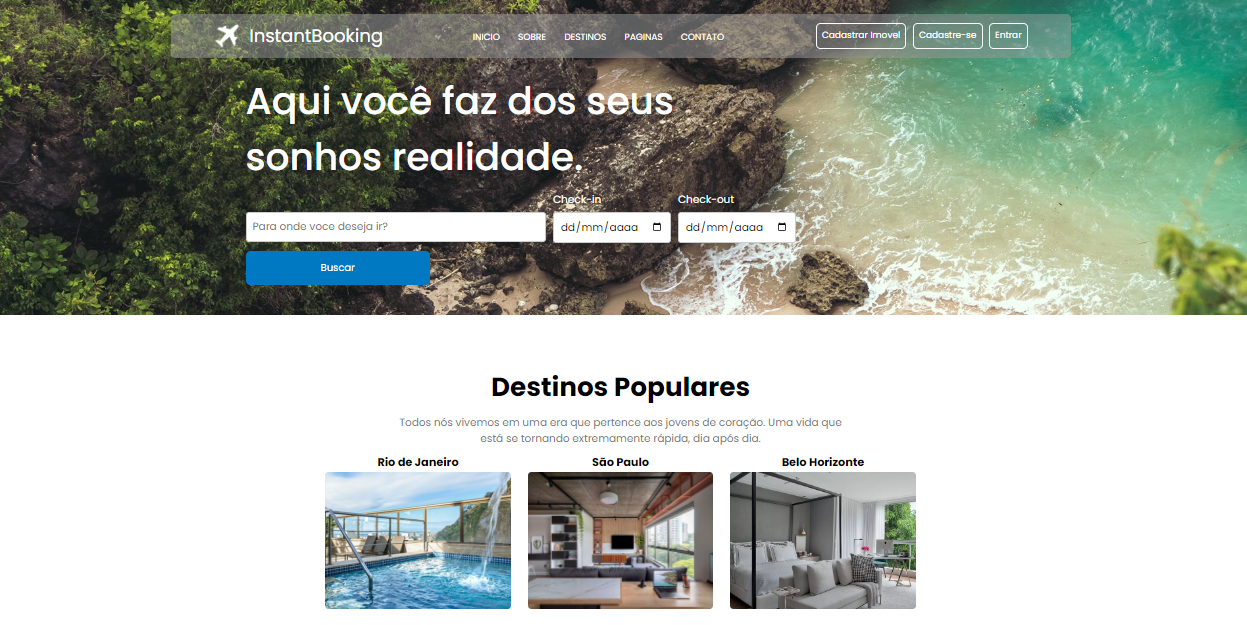 InstantBooking
INICIO
SOBRE
DESTINOS
PAGINAS
CONTATO
Cadastrar Imovel
Cadastre-se
Entrar
Aqui você faz dos seus
sonhos realidade.
Check-in
Check-out
Para onde voce deseja ir?
dd/mm/aaaa
dd/mm/aaaa
Buscar
Destinos Populares
Todos nós vivemos em uma era que pertence aos jovens de coração. Uma vida que
está se tornando extremamente rápida, dia após dia.
Rio de Janeiro
São Paulo
Belo Horizonte